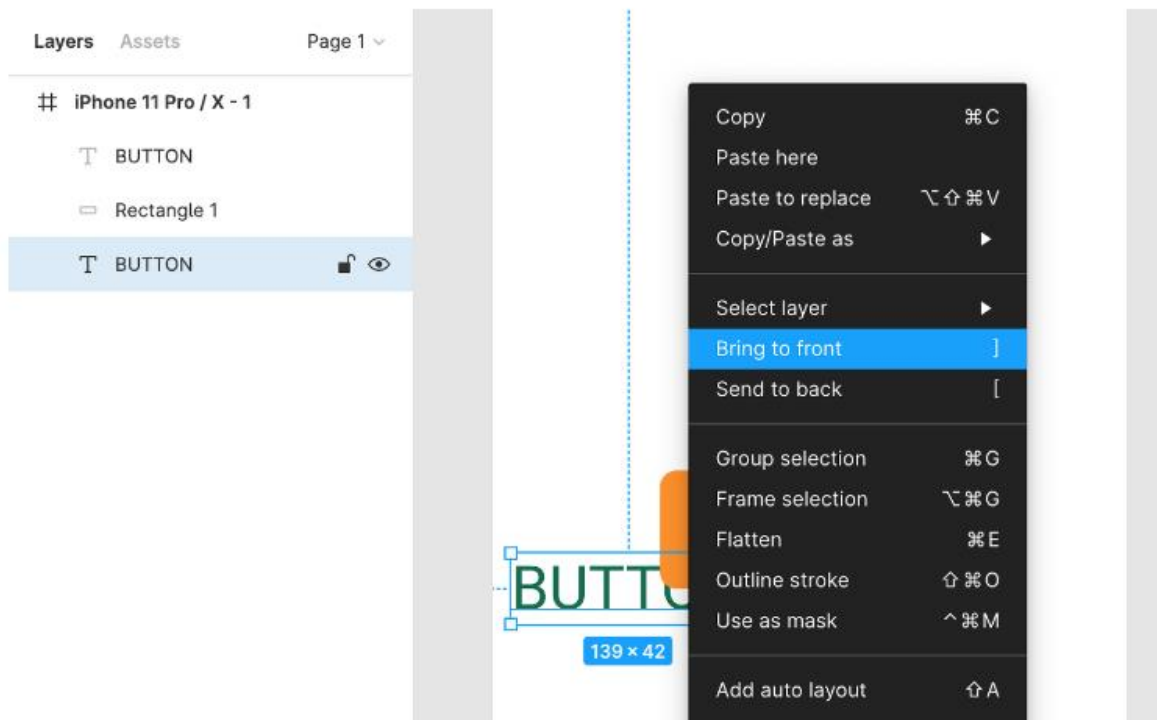 Layers Assets Page 1
iPhone 11 Pro / X - 1
BUTTON
Rectangle 1
BUTTON
Copy ⌘C
Paste here
Paste to replace ⌥⇧⌘V
Copy/Paste as
Select layer
Bring to front ]
Send to back [
Group selection ⌘G
Frame selection ⌥⌘G
Flatten ⌘E
Outline stroke ⇧⌘O
Use as mask ^⌘M
Add auto layout ⇧A
BUTTO
139 × 42